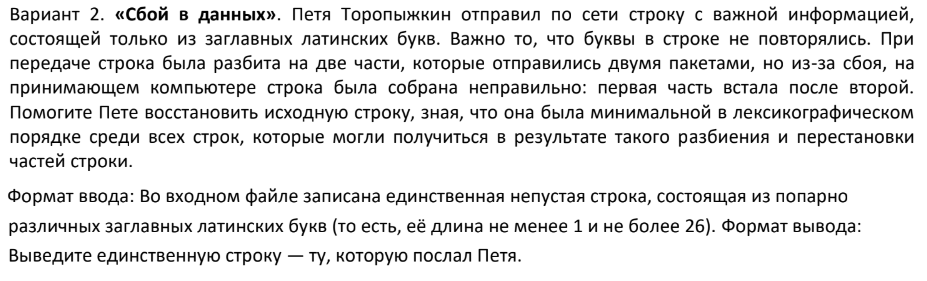 Вариант 2. «Сбой в данных». Петя Торопыжкин отправил по сети строку с важной информацией,
состоящей только из заглавных латинских букв. Важно то, что буквы в строке не повторялись. При
передаче строка была разбита на две части, которые отправились двумя пакетами, но из-за сбоя, на
принимающем компьютере строка была собрана неправильно: первая часть встала после второй.
Помогите Пете восстановить исходную строку, зная, что она была минимальной в лексикографическом
порядке среди всех строк, которые могли получиться в результате такого разбиения и перестановки
частей строки.
Формат ввода: Во входном файле записана единственная непустая строка, состоящая из попарно
различных заглавных латинских букв (то есть, её длина не менее 1 и не более 26). Формат вывода:
Выведите единственную строку — ту, которую послал Петя.